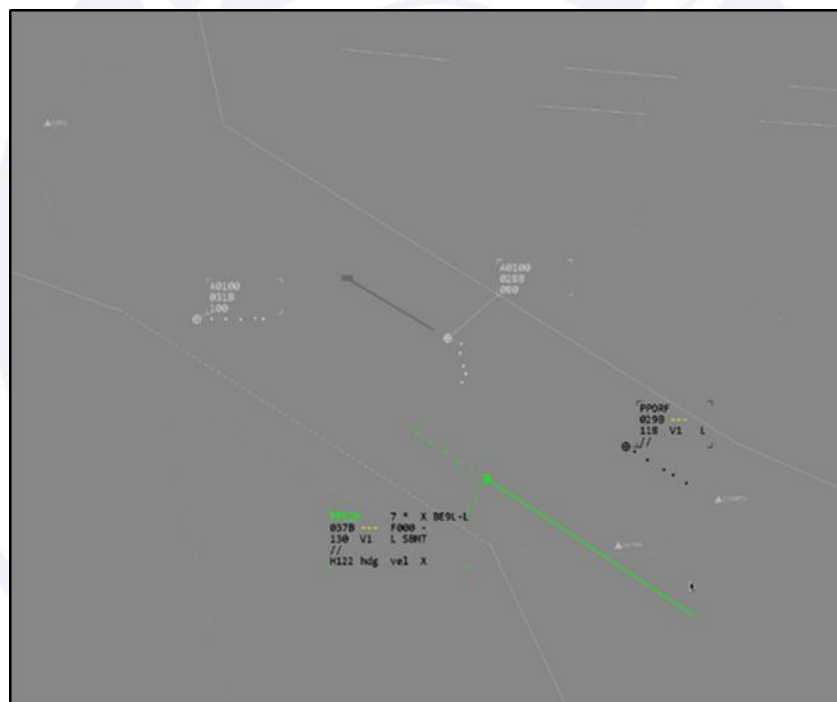 A0100
028B
080
A0100
031B
100
PPORF
029B ---
118 V1 L
//
7 * X BE9L-L
037B --- F000 -
130 V1 L SBMT
//
H122 hdg vel X